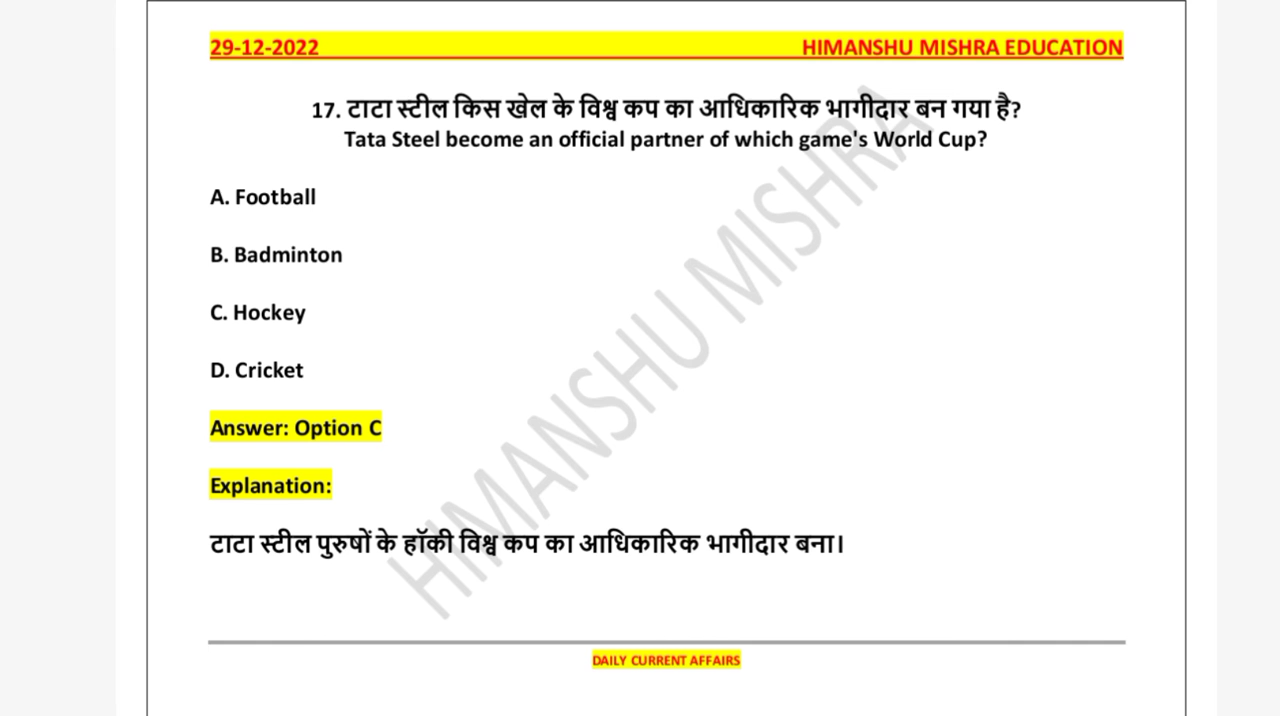 29-12-2022 HIMANSHU MISHRA EDUCATION
17. टाटा स्टील किस खेल के विश्व कप का आधिकारिक भागीदार बन गया है?
Tata Steel become an official partner of which game's World Cup?
A. Football
B. Badminton
C. Hockey
D. Cricket
Answer: Option C
Explanation:
टाटा स्टील पुरुषों के हॉकी विश्व कप का आधिकारिक भागीदार बना।
HIMANSHU MISHRA
DAILY CURRENT AFFAIRS